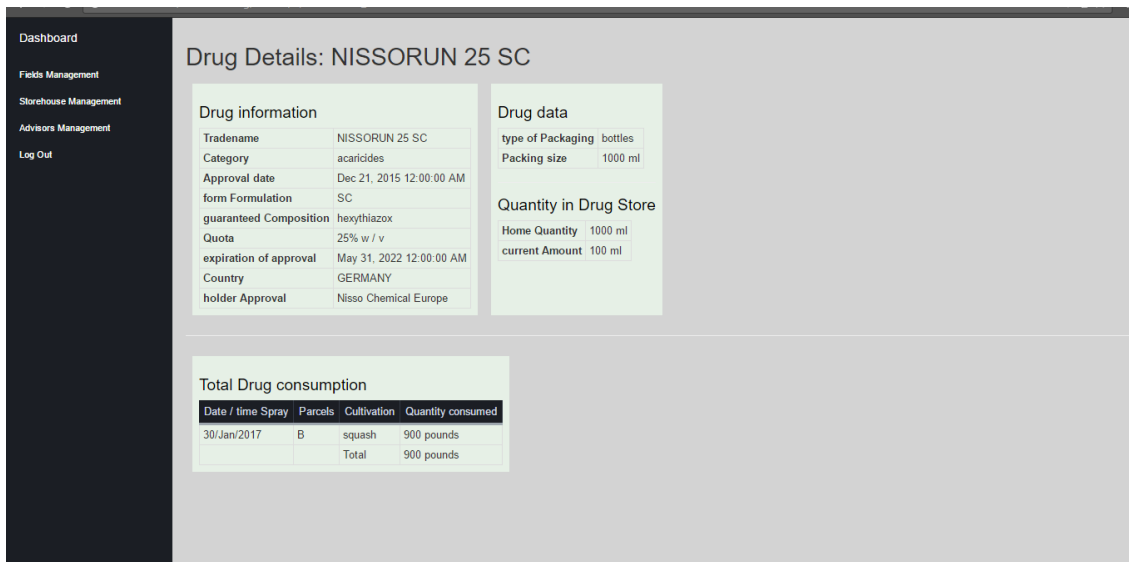 Dashboard
Fields Management
Storehouse Management
Advisors Management
Log Out
Drug Details: NISSORUN 25 SC
Drug information
Tradename NISSORUN 25 SC
Category acaricides
Approval date Dec 21, 2015 12:00:00 AM
form Formulation SC
guaranteed Composition hexythiazox
Quota 25% w / v
expiration of approval May 31, 2022 12:00:00 AM
Country GERMANY
holder Approval Nisso Chemical Europe
Drug data
type of Packaging bottles
Packing size 1000 ml
Quantity in Drug Store
Home Quantity 1000 ml
current Amount 100 ml
Total Drug consumption
Date / time Spray Parcels Cultivation Quantity consumed
30/Jan/2017 B squash 900 pounds
Total 900 pounds